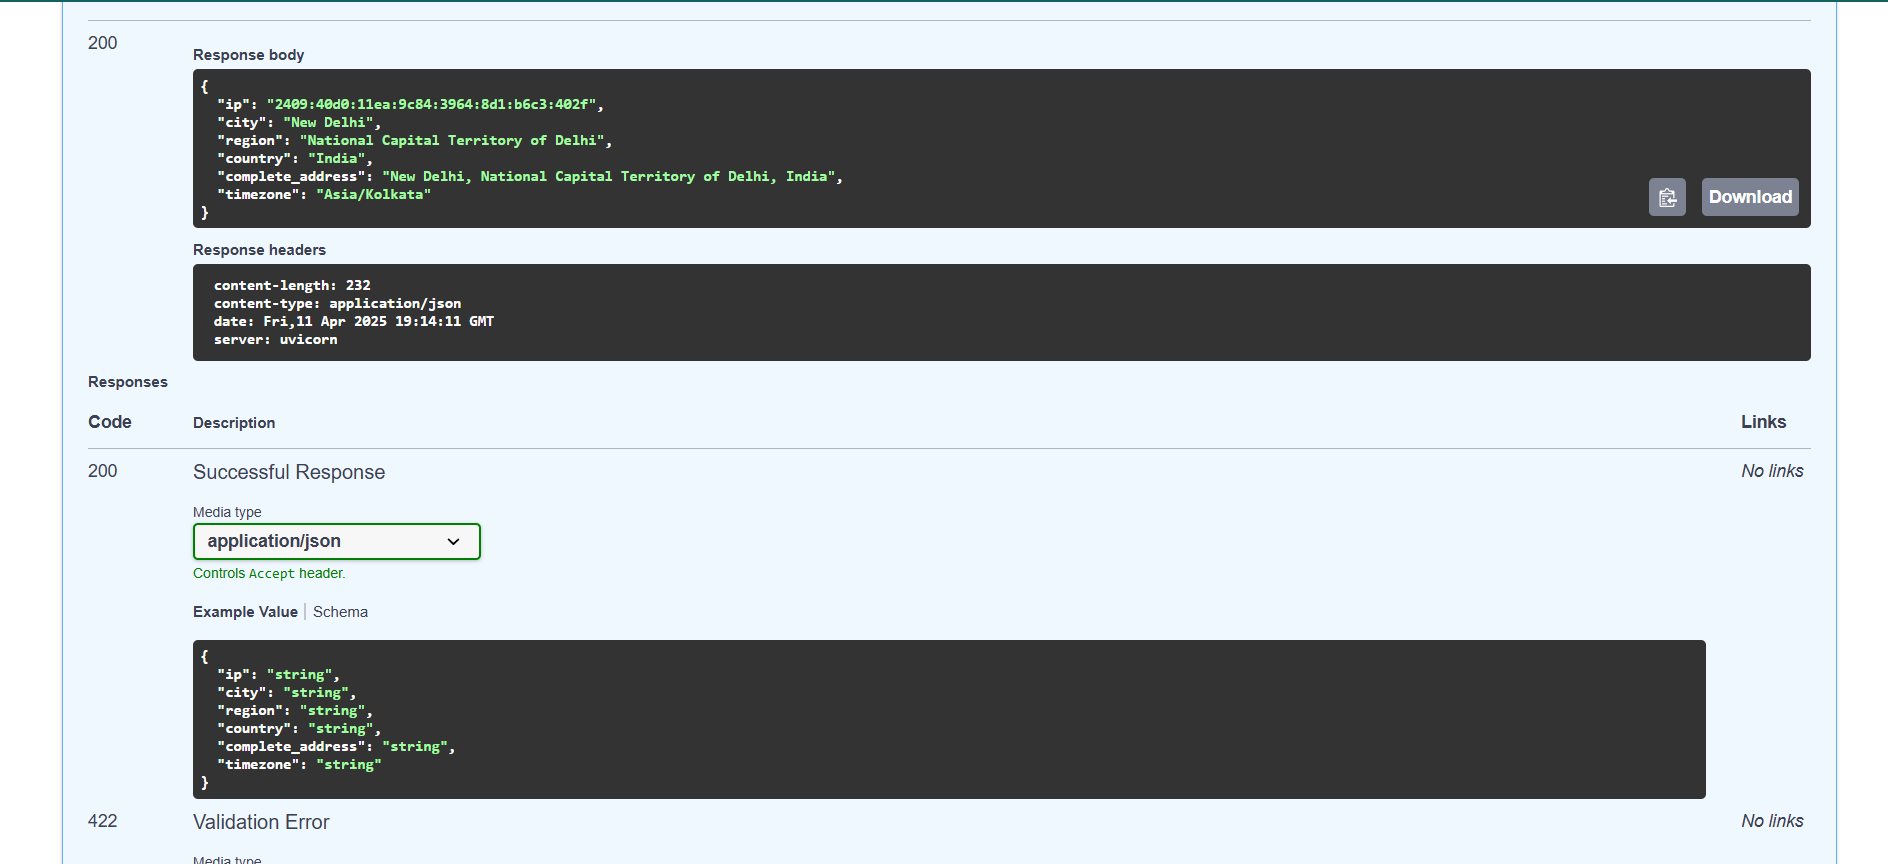 200
Response body
{
"ip": "2409:40d0:11ea:9c84:3964:8d1:b6c3:402f",
"city": "New Delhi",
"region": "National Capital Territory of Delhi",
"country": "India",
"complete_address": "New Delhi, National Capital Territory of Delhi, India",
"timezone": "Asia/Kolkata"
}
Download
Response headers
content-length: 232
content-type: application/json
date: Fri,11 Apr 2025 19:14:11 GMT
server: uvicorn
Responses
Code Description Links
200 Successful Response No links
Media type
application/json
Controls Accept header.
Example Value | Schema
{
"ip": "string",
"city": "string",
"region": "string",
"country": "string",
"complete_address": "string",
"timezone": "string"
}
422 Validation Error No links
Media type